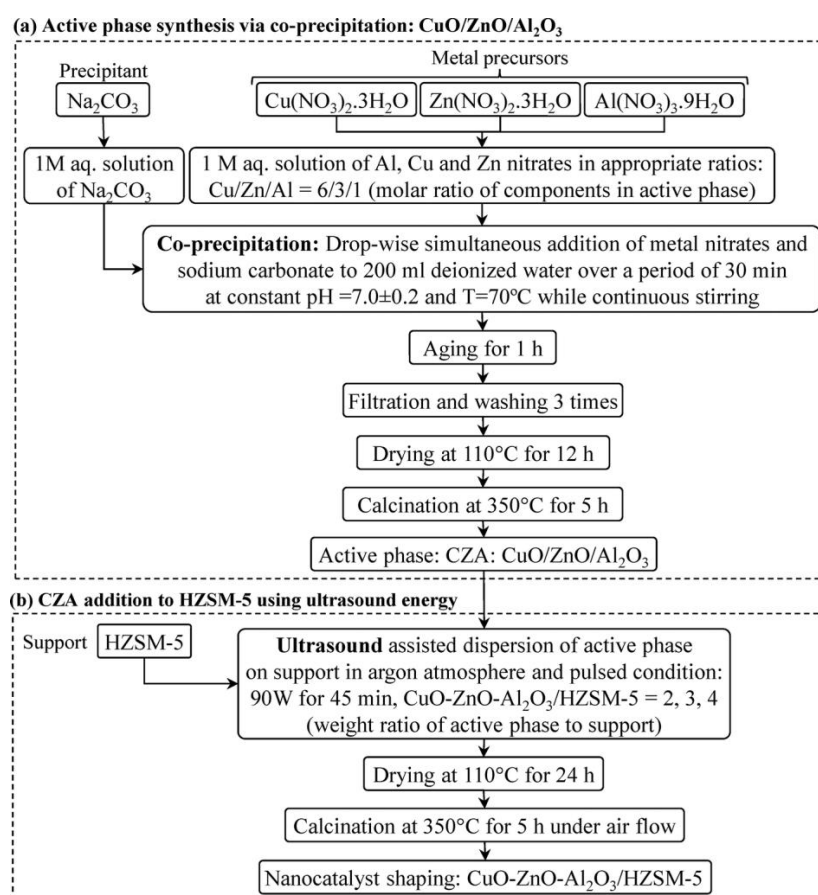 (a) Active phase synthesis via co-precipitation: CuO/ZnO/Al₂O₃
Precipitant
Metal precursors
Na₂CO₃
Cu(NO₃)₂.3H₂O
Zn(NO₃)₂.3H₂O
Al(NO₃)₃.9H₂O
1M aq. solution
of Na₂CO₃
1 M aq. solution of Al, Cu and Zn nitrates in appropriate ratios:
Cu/Zn/Al = 6/3/1 (molar ratio of components in active phase)
Co-precipitation: Drop-wise simultaneous addition of metal nitrates and
sodium carbonate to 200 ml deionized water over a period of 30 min
at constant pH =7.0±0.2 and T=70ºC while continuous stirring
Aging for 1 h
Filtration and washing 3 times
Drying at 110°C for 12 h
Calcination at 350°C for 5 h
Active phase: CZA: CuO/ZnO/Al₂O₃
(b) CZA addition to HZSM-5 using ultrasound energy
Support
HZSM-5
Ultrasound assisted dispersion of active phase
on support in argon atmosphere and pulsed condition:
90W for 45 min, CuO-ZnO-Al₂O₃/HZSM-5 = 2, 3, 4
(weight ratio of active phase to support)
Drying at 110°C for 24 h
Calcination at 350°C for 5 h under air flow
Nanocatalyst shaping: CuO-ZnO-Al₂O₃/HZSM-5